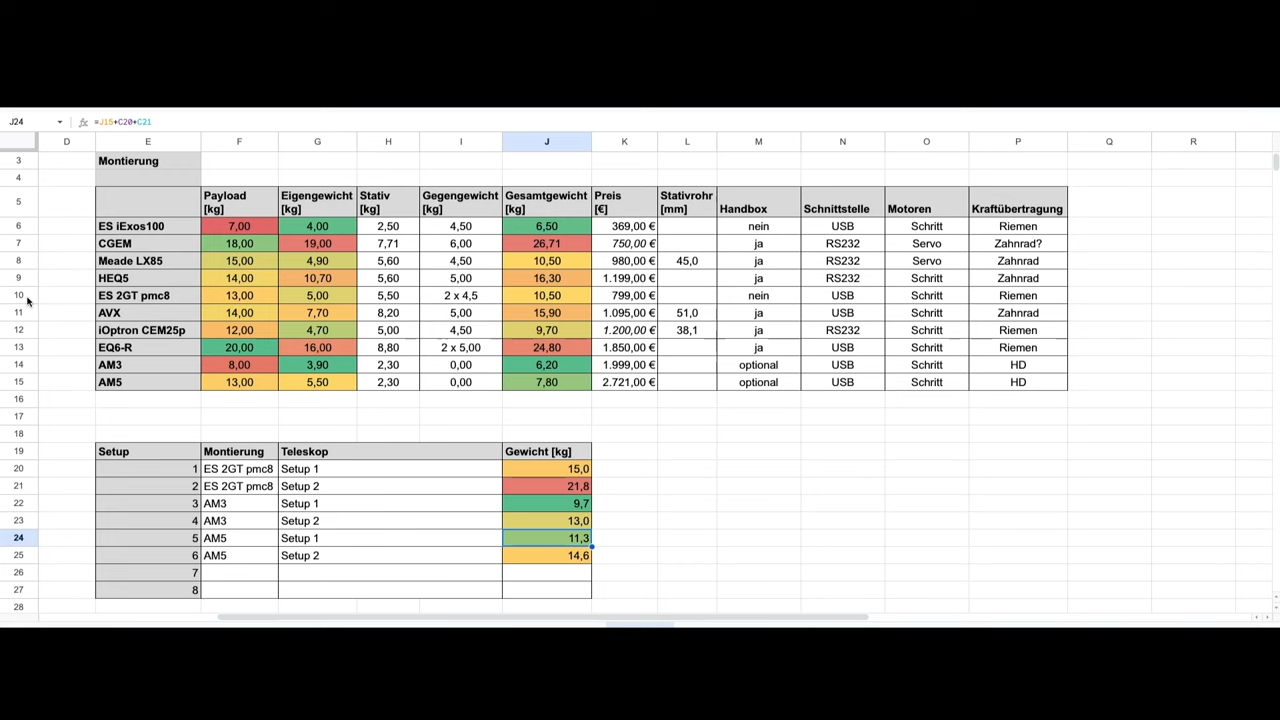 J24 fx =J15+C20+C21
D E F G H I J K L M N O P Q R
3 Montierung
4
5 Payload [kg] Eigengewicht [kg] Stativ [kg] Gegengewicht [kg] Gesamtgewicht [kg] Preis [€] Stativrohr [mm] Handbox Schnittstelle Motoren Kraftübertragung
6 ES iExos100 7,00 4,00 2,50 4,50 6,50 369,00 € nein USB Schritt Riemen
7 CGEM 18,00 19,00 7,71 6,00 26,71 750,00 € ja RS232 Servo Zahnrad?
8 Meade LX85 15,00 4,90 5,60 4,50 10,50 980,00 € 45,0 ja RS232 Servo Zahnrad
9 HEQ5 14,00 10,70 5,60 5,00 16,30 1.199,00 € ja RS232 Schritt Zahnrad
10 ES 2GT pmc8 13,00 5,00 5,50 2 x 4,5 10,50 799,00 € nein USB Schritt Riemen
11 AVX 14,00 7,70 8,20 5,00 15,90 1.095,00 € 51,0 ja USB Schritt Zahnrad
12 iOptron CEM25p 12,00 4,70 5,00 4,50 9,70 1.200,00 € 38,1 ja RS232 Schritt Riemen
13 EQ6-R 20,00 16,00 8,80 2 x 5,00 24,80 1.850,00 € ja USB Schritt Riemen
14 AM3 8,00 3,90 2,30 0,00 6,20 1.999,00 € optional USB Schritt HD
15 AM5 13,00 5,50 2,30 0,00 7,80 2.721,00 € optional USB Schritt HD
16
17
18
19 Setup Montierung Teleskop Gewicht [kg]
20 1 ES 2GT pmc8 Setup 1 15,0
21 2 ES 2GT pmc8 Setup 2 21,8
22 3 AM3 Setup 1 9,7
23 4 AM3 Setup 2 13,0
24 5 AM5 Setup 1 11,3
25 6 AM5 Setup 2 14,6
26 7
27 8
28